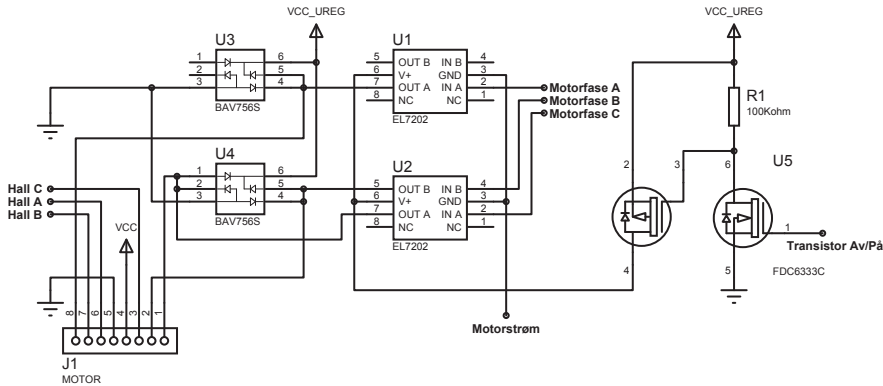 VCC_UREG
VCC_UREG
U3
U1
1 6
2 5
3 4
BAV756S
5 OUT B IN B 4
6 V+ GND 3
7 OUT A IN A 2
8 NC NC 1
EL7202
Motorfase A
Motorfase B
Motorfase C
R1
100Kohm
U4
U2
1 6
2 5
3 4
BAV756S
5 OUT B IN B 4
6 V+ GND 3
7 OUT A IN A 2
8 NC NC 1
EL7202
2 3 6
U5
1
4 5
Transistor Av/På
FDC6333C
Hall C
Hall A
Hall B
VCC
8 7 6 5 4 3 2 1
J1
MOTOR
Motorstrøm